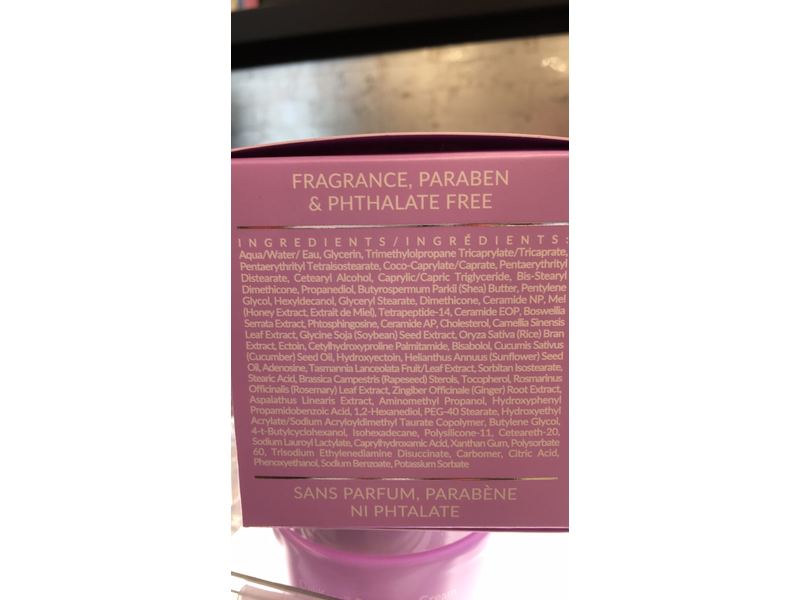 FRAGRANCE, PARABEN
& PHTHALATE FREE
INGREDIENTS/INGRÉDIENTS:
Aqua/Water/ Eau, Glycerin, Trimethylolpropane Tricaprylate/Tricaprate,
Pentaerythrityl Tetraisostearate, Coco-Caprylate/Caprate, Pentaerythrityl
Distearate, Cetearyl Alcohol, Caprylic/Capric Triglyceride, Bis-Stearyl
Dimethicone, Propanediol, Butyrospermum Parkii (Shea) Butter, Pentylene
Glycol, Hexyldecanol, Glyceryl Stearate, Dimethicone, Ceramide NP, Mel
(Honey Extract, Extrait de Miel), Tetrapeptide-14, Ceramide EOP, Boswellia
Serrata Extract, Phtosphingosine, Ceramide AP, Cholesterol, Camellia Sinensis
Leaf Extract, Glycine Soja (Soybean) Seed Extract, Oryza Sativa (Rice) Bran
Extract, Ectoin, Cetylhydroxyproline Palmitamide, Bisabolol, Cucumis Sativus
(Cucumber) Seed Oil, Hydroxyectoin, Helianthus Annuus (Sunflower) Seed
Oil, Adenosine, Tasmannia Lanceolata Fruit/Leaf Extract, Sorbitan Isostearate,
Stearic Acid, Brassica Campestris (Rapeseed) Sterols, Tocopherol, Rosmarinus
Officinalis (Rosemary) Leaf Extract, Zingiber Officinale (Ginger) Root Extract,
Aspalathus Linearis Extract, Aminomethyl Propanol, Hydroxyphenyl
Propamidobenzoic Acid, 1,2-Hexanediol, PEG-40 Stearate, Hydroxyethyl
Acrylate/Sodium Acryloyldimethyl Taurate Copolymer, Butylene Glycol,
4-t-Butylcyclohexanol, Isohexadecane, Polysilicone-11, Ceteareth-20,
Sodium Lauroyl Lactylate, Caprylhydroxamic Acid, Xanthan Gum, Polysorbate
60, Trisodium Ethylenediamine Disuccinate, Carbomer, Citric Acid,
Phenoxyethanol, Sodium Benzoate, Potassium Sorbate
SANS PARFUM, PARABÈNE
NI PHTALATE
Cream